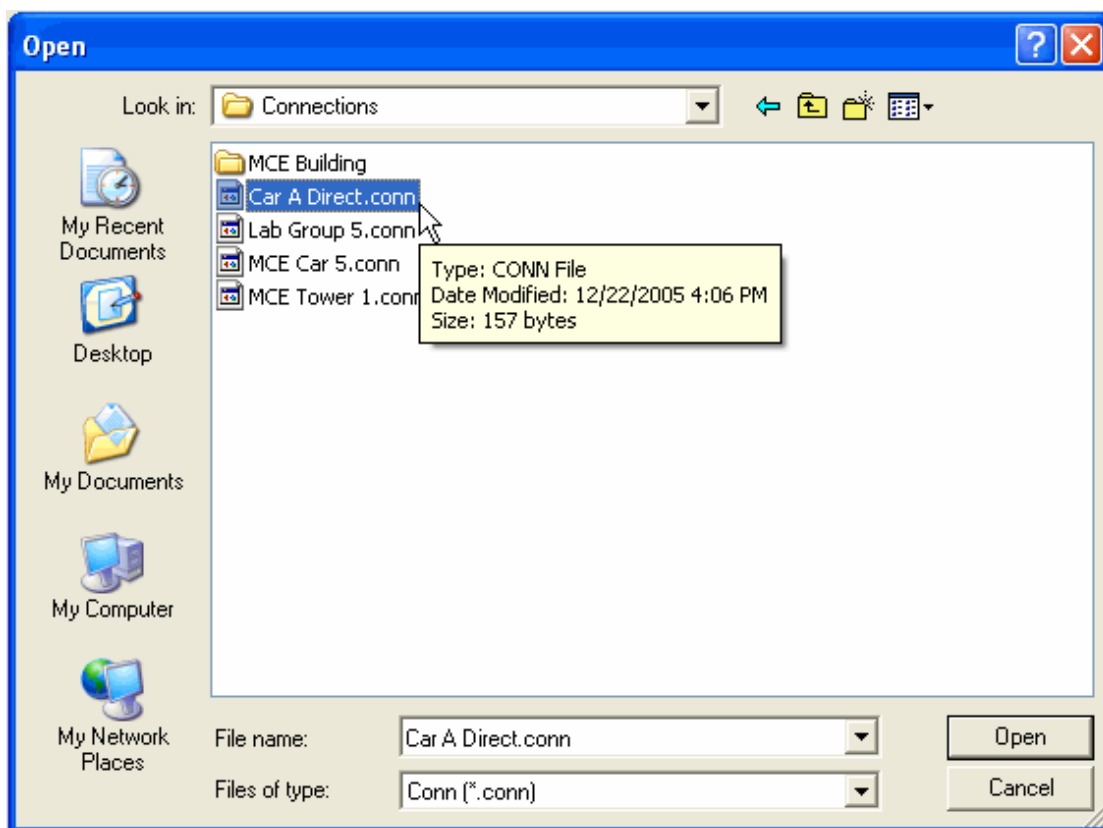 Open
Look in:
Connections
My Recent
Documents
Desktop
My Documents
My Computer
My Network
Places
MCE Building
Car A Direct.conn
Lab Group 5.conn
MCE Car 5.conn
MCE Tower 1.conn
Type: CONN File
Date Modified: 12/22/2005 4:06 PM
Size: 157 bytes
File name:
Car A Direct.conn
Open
Files of type:
Conn (*.conn)
Cancel